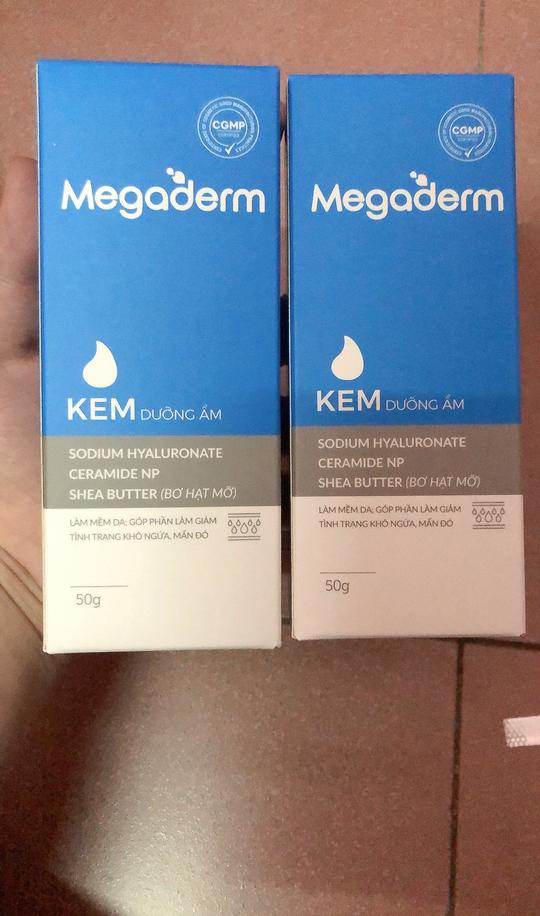 CGMP
Megaderm
KEM DƯỠNG ẨM
SODIUM HYALURONATE
CERAMIDE NP
SHEA BUTTER (BƠ HẠT MỠ)
LÀM MỀM DA; GÓP PHẦN LÀM GIẢM
TÌNH TRẠNG KHÔ NGỨA, MẨN ĐỎ
50g
CGMP
Megaderm
KEM DƯỠNG ẨM
SODIUM HYALURONATE
CERAMIDE NP
SHEA BUTTER (BƠ HẠT MỠ)
LÀM MỀM DA; GÓP PHẦN LÀM GIẢM
TÌNH TRẠNG KHÔ NGỨA, MẨN ĐỎ
50g